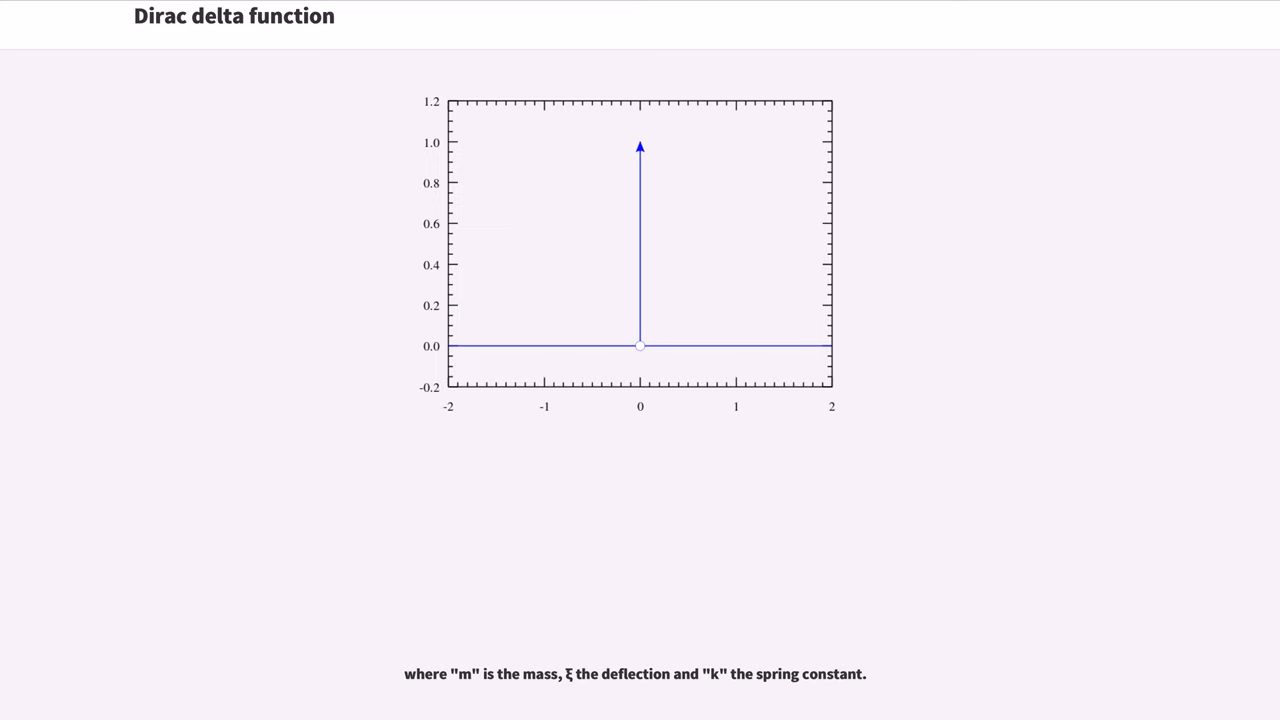 Dirac delta function
1.2
1.0
0.8
0.6
0.4
0.2
0.0
-0.2
-2 -1 0 1 2
where "m" is the mass, ξ the deflection and "k" the spring constant.